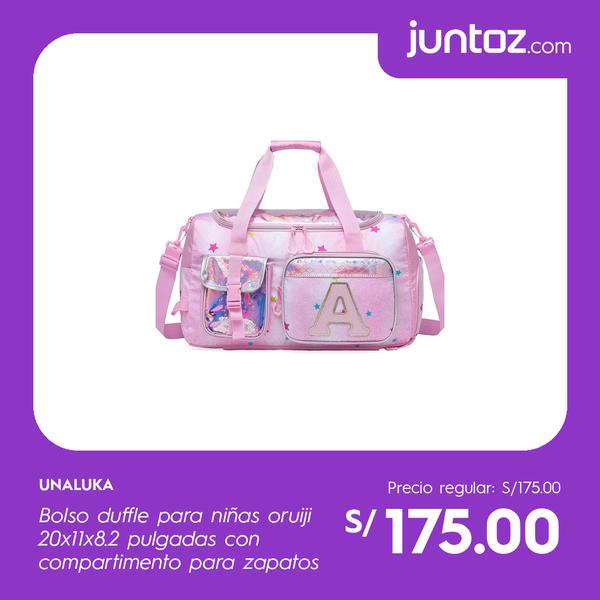 juntoz.com
A
UNALUKA
Bolso duffle para niñas oruiji
20x11x8.2 pulgadas con
compartimento para zapatos
Precio regular: S/175.00
S/ 175.00